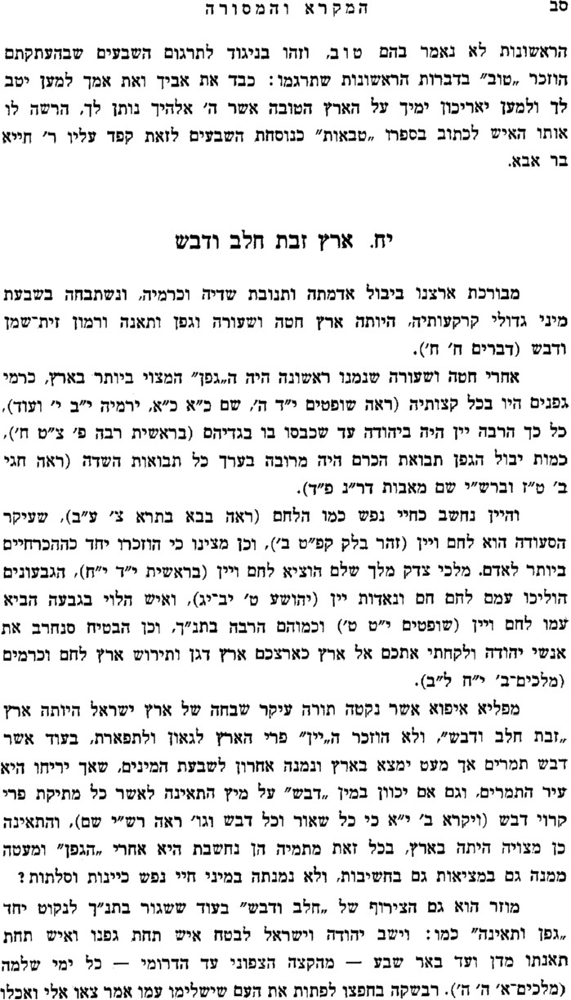 סב
המקרא והמסורה
הראשונות לא נאמר בהם טוב, וזהו בניגוד לתרגום השבעים שבהעתקתם
הוזכר „טוב" בדברות הראשונות שתרגמו: כבד את אביך ואת אמך למען יטב
לך ולמען יאריכון ימיך על הארץ הטובה אשר ה' אלהיך נותן לך, הרשה לו
אותו האיש לכתוב בספרו „טבאות" כנוסחת השבעים לזאת קפד עליו ר' חייא
בר אבא.
יח. ארץ זבת חלב ודבש
מבורכת ארצנו ביבול אדמתה ותנובת שדיה וכרמיה, ונשתבחה בשבעת
מיני גדולי קרקעותיה, היותה ארץ חטה ושעורה וגפן ותאנה ורמון זית־שמן
ודבש (דברים ח' ח').
אחרי חטה ושעורה שנמנו ראשונה היה ה„גפן" המצוי ביותר בארץ, כרמי
גפנים היו בכל קצותיה (ראה שופטים י"ד ה', שם כ"א כ"א, ירמיה י"ב י' ועוד),
כל כך הרבה יין היה ביהודה עד שכבסו בו בגדיהם (בראשית רבה פ' צ"ט ח'),
כמות יבול הגפן תבואת הכרם היה מרובה בערך כל תבואות השדה (ראה חגי
ב' ט"ז וברש"י שם מאבות דר"נ פ"ד).
והיין נחשב כחיי נפש כמו הלחם (ראה בבא בתרא צ' ע"ב), שעיקר
הסעודה הוא לחם ויין (זהר בלק קפ"ט ב'), וכן מצינו כי הוזכרו יחד כההכרחיים
ביותר לאדם. מלכי צדק מלך שלם הוציא לחם ויין (בראשית י"ד י"ח), הגבעונים
הוליכו עמם לחם חם ונאדות יין (יהושע ט' יב־יג), ואיש הלוי בגבעה הביא
עמו לחם ויין (שופטים י"ט ט') וכמוהם הרבה בתנ"ך, וכן הבטיח סנחרב את
אנשי יהודה ולקחתי אתכם אל ארץ כארצכם ארץ דגן ותירוש ארץ לחם וכרמים
(מלכים־ב' י"ח ל"ב).
מפליא איפוא אשר נקטה תורה עיקר שבחה של ארץ ישראל היותה ארץ
„זבת חלב ודבש", ולא הוזכר ה„יין" פרי הארץ לגאון ולתפארת, בעוד אשר
דבש תמרים אך מעט ימצא בארץ ונמנה אחרון לשבעת המינים, שאך יריחו היא
עיר התמרים, וגם אם יכוון במין „דבש" על מיץ התאינה לאשר כל מתיקת פרי
קרוי דבש (ויקרא ב' י"א כי כל שאור וכל דבש וגו' ראה רש"י שם), והתאינה
כן מצויה היתה בארץ, בכל זאת מתמיה הן נחשבת היא אחרי „הגפן" ומעטה
ממנה גם במציאות גם בחשיבות, ולא נמנתה במיני חיי נפש כיינות וסלתות?
מוזר הוא גם הצירוף של „חלב ודבש" בעוד ששגור בתנ"ך לנקוט יחד
„גפן ותאינה" כמו: וישב יהודה וישראל לבטח איש תחת גפנו ואיש תחת
תאנתו מדן ועד באר שבע — מהקצה הצפוני עד הדרומי — כל ימי שלמה
(מלכים־א' ה' ה'). רבשקה בחפצו לפתות את העם שישלימו עמו אמר צאו אלי ואכלו